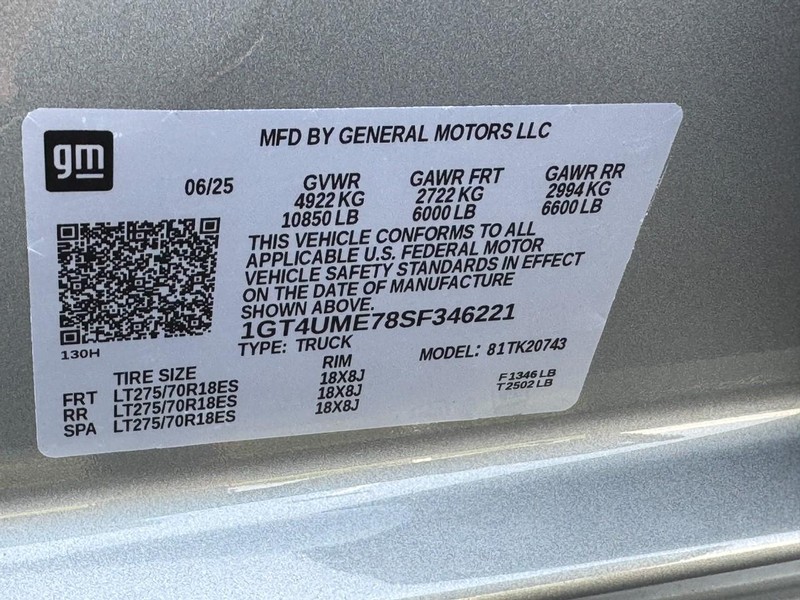 gm
MFD BY GENERAL MOTORS LLC
06/25
GVWR GAWR FRT GAWR RR
4922 KG 2722 KG 2994 KG
10850 LB 6000 LB 6600 LB
THIS VEHICLE CONFORMS TO ALL
APPLICABLE U.S. FEDERAL MOTOR
VEHICLE SAFETY STANDARDS IN EFFECT
ON THE DATE OF MANUFACTURE
SHOWN ABOVE.
1GT4UME78SF346221
TYPE: TRUCK MODEL: 81TK20743
130H
TIRE SIZE RIM
FRT LT275/70R18ES 18X8J
RR LT275/70R18ES 18X8J
SPA LT275/70R18ES 18X8J
F1346 LB
T2502 LB